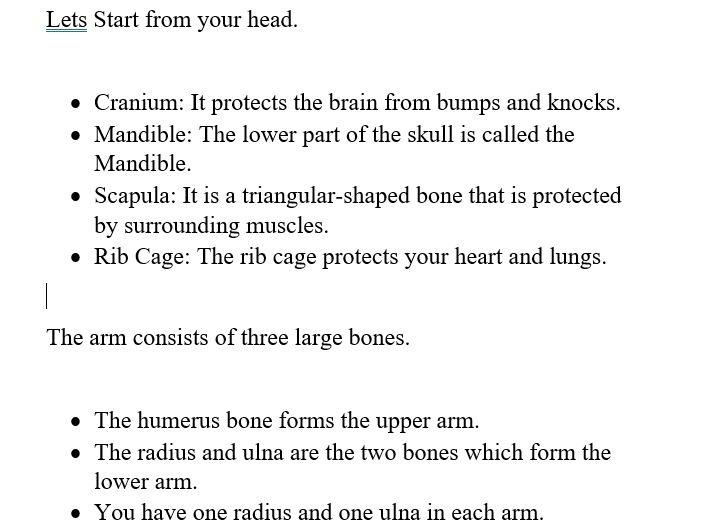 Lets Start from your head.
• Cranium: It protects the brain from bumps and knocks.
• Mandible: The lower part of the skull is called the
Mandible.
• Scapula: It is a triangular-shaped bone that is protected
by surrounding muscles.
• Rib Cage: The rib cage protects your heart and lungs.
The arm consists of three large bones.
• The humerus bone forms the upper arm.
• The radius and ulna are the two bones which form the
lower arm.
• You have one radius and one ulna in each arm.